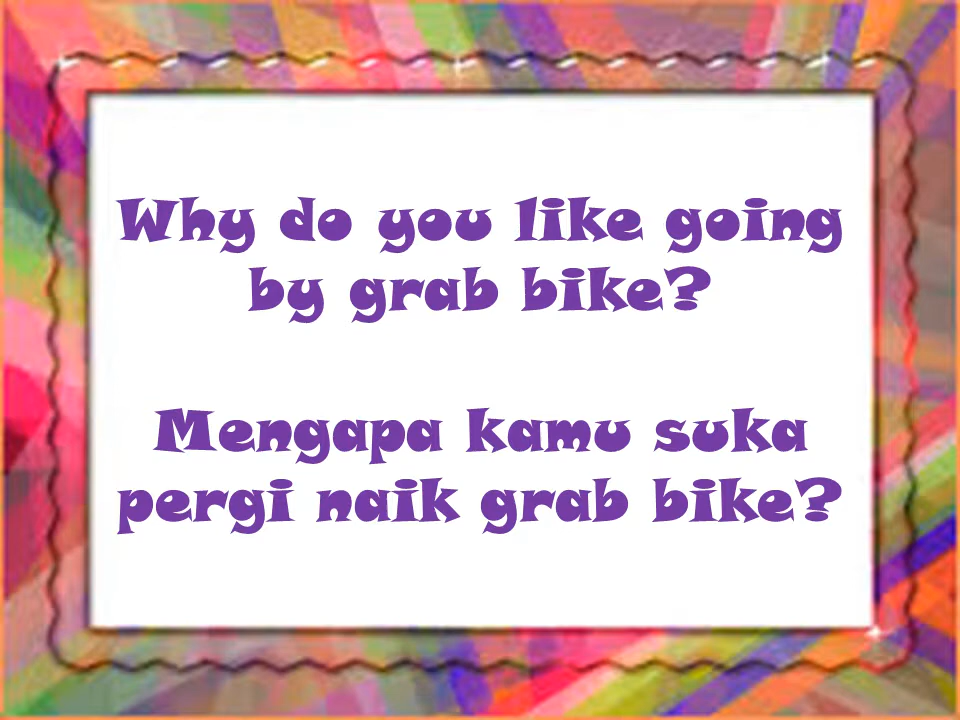 Why do you like going
by grab bike?
Mengapa kamu suka
pergi naik grab bike?